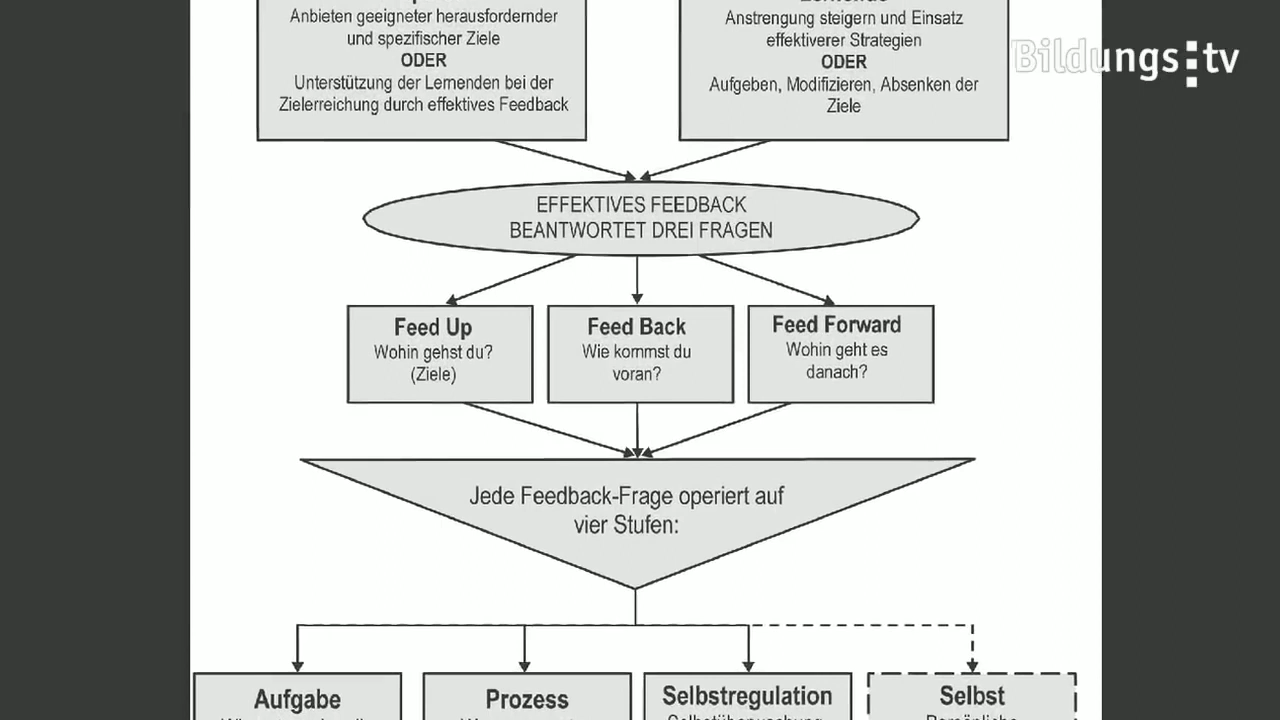 Anbieten geeigneter herausfordernder
und spezifischer Ziele
ODER
Unterstützung der Lernenden bei der
Zielerreichung durch effektives Feedback
Anstrengung steigern und Einsatz
effektiverer Strategien
ODER
Aufgeben, Modifizieren, Absenken der
Ziele
Bildungs:tv
EFFEKTIVES FEEDBACK
BEANTWORTET DREI FRAGEN
Feed Up
Wohin gehst du?
(Ziele)
Feed Back
Wie kommst du
voran?
Feed Forward
Wohin geht es
danach?
Jede Feedback-Frage operiert auf
vier Stufen:
Aufgabe
Prozess
Selbstregulation
Selbstüberwachung
Selbst
Persönliche